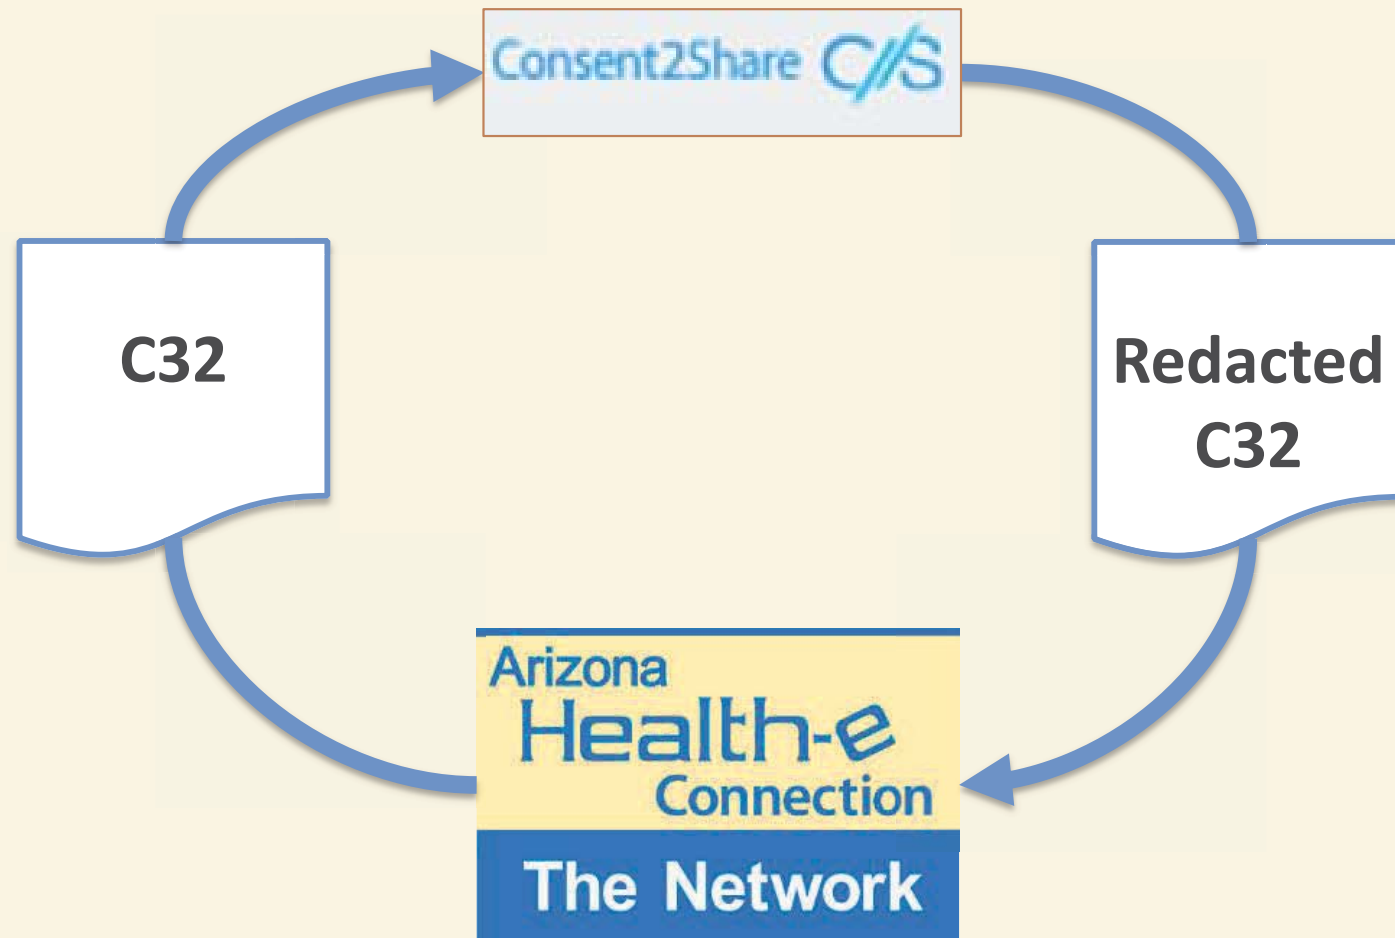 Consent2Share C//S
C32
Redacted
C32
Arizona
Health-e
Connection
The Network